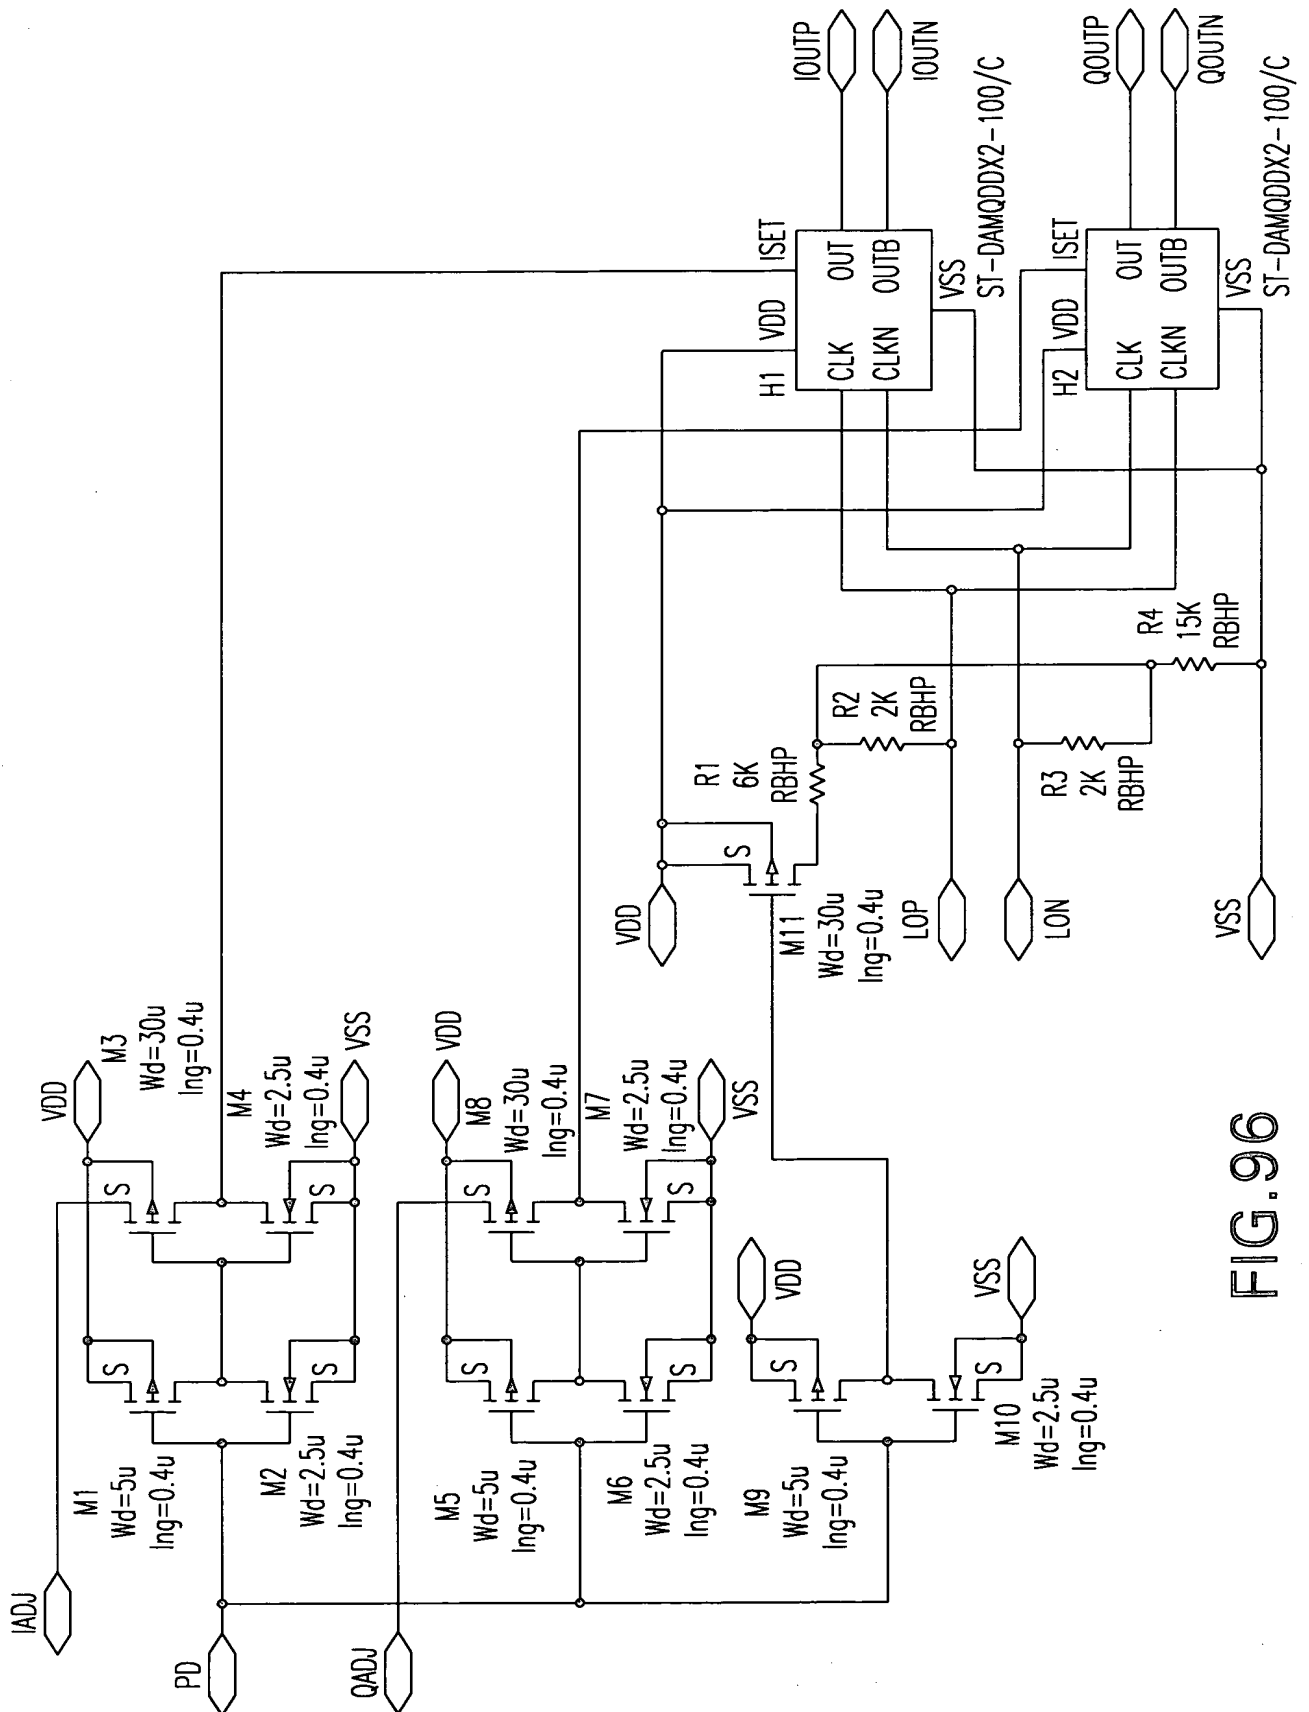 IADJ
PD
QADJ
VDD
M3
Wd=30u
lng=0.4u
S
S
M1
Wd=5u
lng=0.4u
M2
Wd=2.5u
lng=0.4u
S
S
M4
Wd=2.5u
lng=0.4u
VSS
VDD
M8
Wd=30u
lng=0.4u
S
S
M5
Wd=5u
lng=0.4u
M6
Wd=2.5u
lng=0.4u
S
S
M7
Wd=2.5u
lng=0.4u
VSS
VDD
S
M9
Wd=5u
lng=0.4u
S
M10
Wd=2.5u
lng=0.4u
VSS
VDD
S
M11
Wd=30u
lng=0.4u
R1
6K
RBHP
R2
2K
RBHP
LOP
LON
R3
2K
RBHP
R4
15K
RBHP
VSS
H1
VDD
ISET
CLK
OUT
CLKN
OUTB
VSS
ST-DAMQDDX2-100/C
IOUTP
IOUTN
H2
VDD
ISET
CLK
OUT
CLKN
OUTB
VSS
ST-DAMQDDX2-100/C
QOUTP
QOUTN
FIG.96